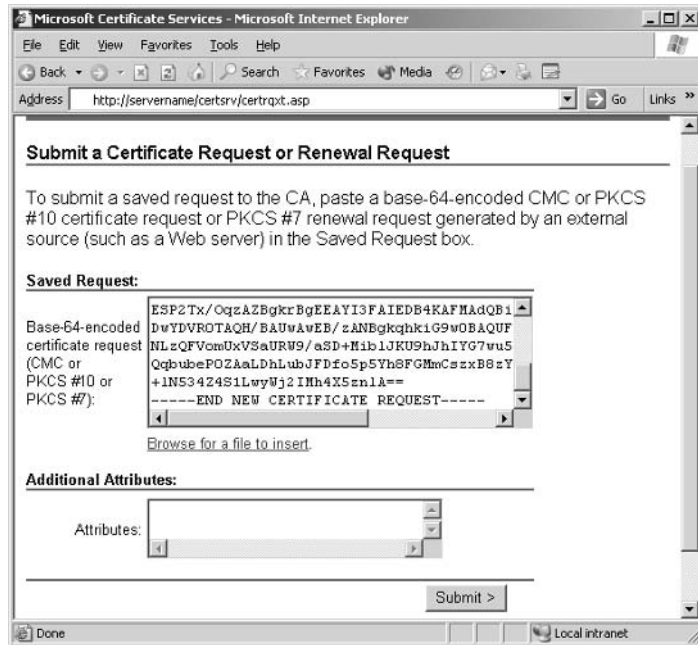 Microsoft Certificate Services - Microsoft Internet Explorer
File Edit View Favorites Tools Help
Back Search Favorites Media
Address http://servername/certsrv/certrqxt.asp Go Links »
Submit a Certificate Request or Renewal Request
To submit a saved request to the CA, paste a base-64-encoded CMC or PKCS
#10 certificate request or PKCS #7 renewal request generated by an external
source (such as a Web server) in the Saved Request box.
Saved Request:
Base-64-encoded
certificate request
(CMC or
PKCS #10 or
PKCS #7):
ESP2Tx/OqzAZBgkrBgEEAYI3FAIEDB4KAFMAdQBi
DwYDVR0TAQH/BAUwAwEB/zANBgkqhkiG9w0BAQUF
NLzQFVomUxVSaURW9/aSD+Mib1JKU9hJhIYG7wu5
QqbubePOZAaLDhLubJFDfo5p5Yh8FGMmCszxB8zY
+1N534Z4S1LwyWj2IMh4X5zn1A==
-----END NEW CERTIFICATE REQUEST-----
Browse for a file to insert.
Additional Attributes:
Attributes:
Submit >
Done Local intranet